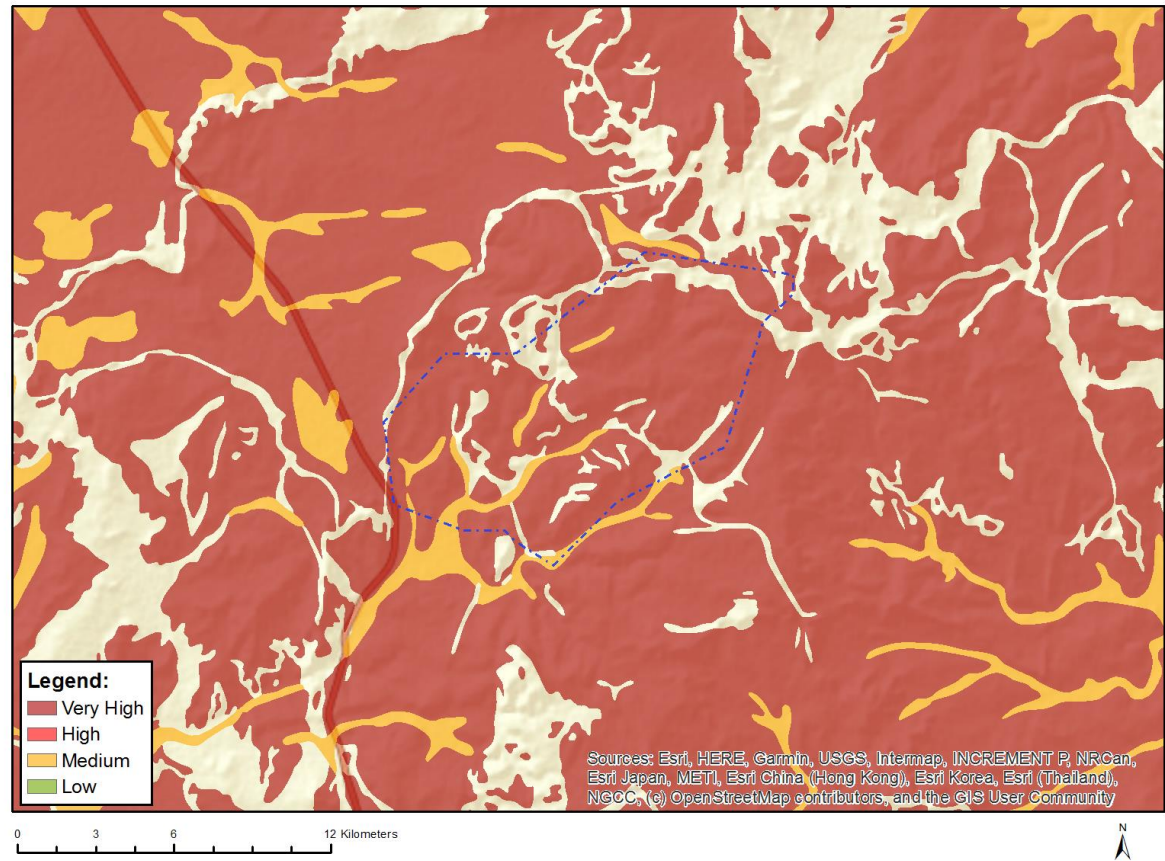 Legend:
Very High
High
Medium
Low
Sources: Esri, HERE, Garmin, USGS, Intermap, INCREMENT P, NRCan,
Esri Japan, METI, Esri China (Hong Kong), Esri Korea, Esri (Thailand),
NGCC, (c) OpenStreetMap contributors, and the GIS User Community
0 3 6 12 Kilometers
N